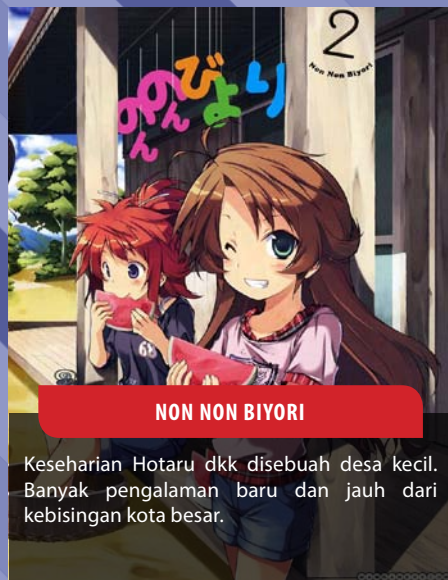 2
Non Non Biyori
のんのんびより
NON NON BIYORI
Keseharian Hotaru dkk disebuah desa kecil.
Banyak pengalaman baru dan jauh dari
kebisingan kota besar.